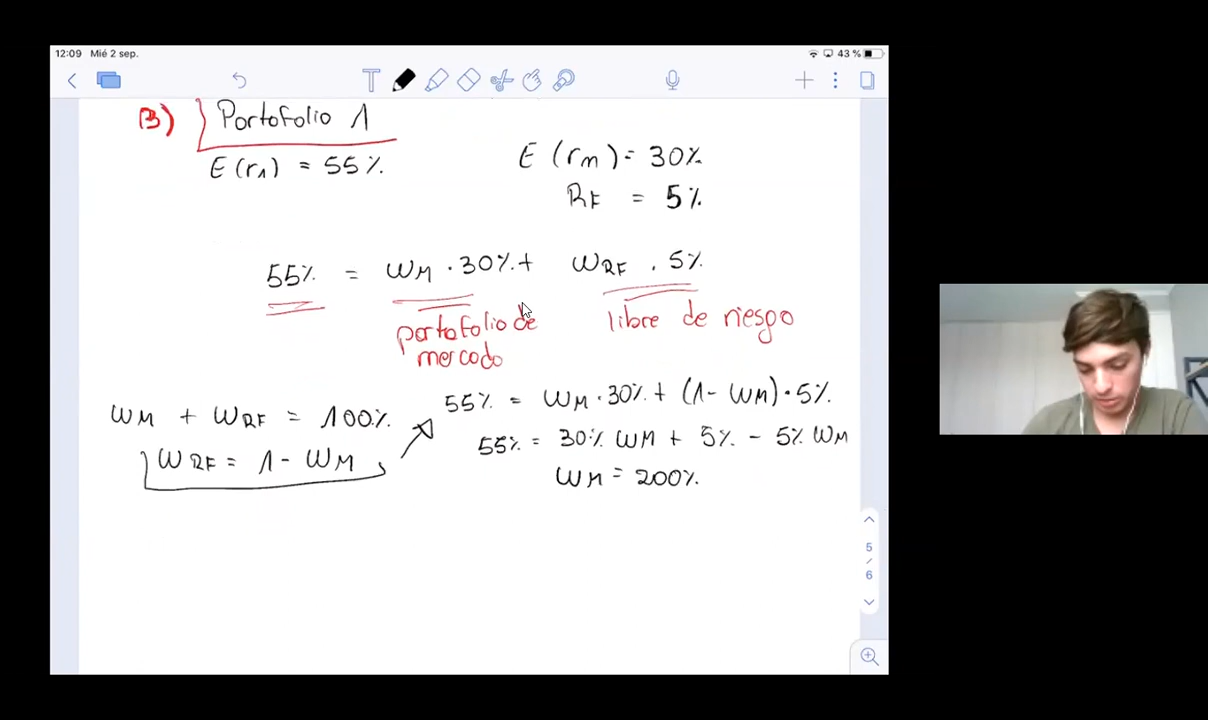 12:09 Mié 2 sep.
43 %
T
B) Portofolio 1
E (r1) = 55%
E (rm) = 30%
RF = 5%
55% = WM . 30% + WRF . 5%
portofolio de mercado
libre de riesgo
WM + WRF = 100%
WRF = 1 - WM
55% = WM . 30% + (1 - WM) . 5%
55% = 30% WM + 5% - 5% WM
WM = 200%
5
/
6